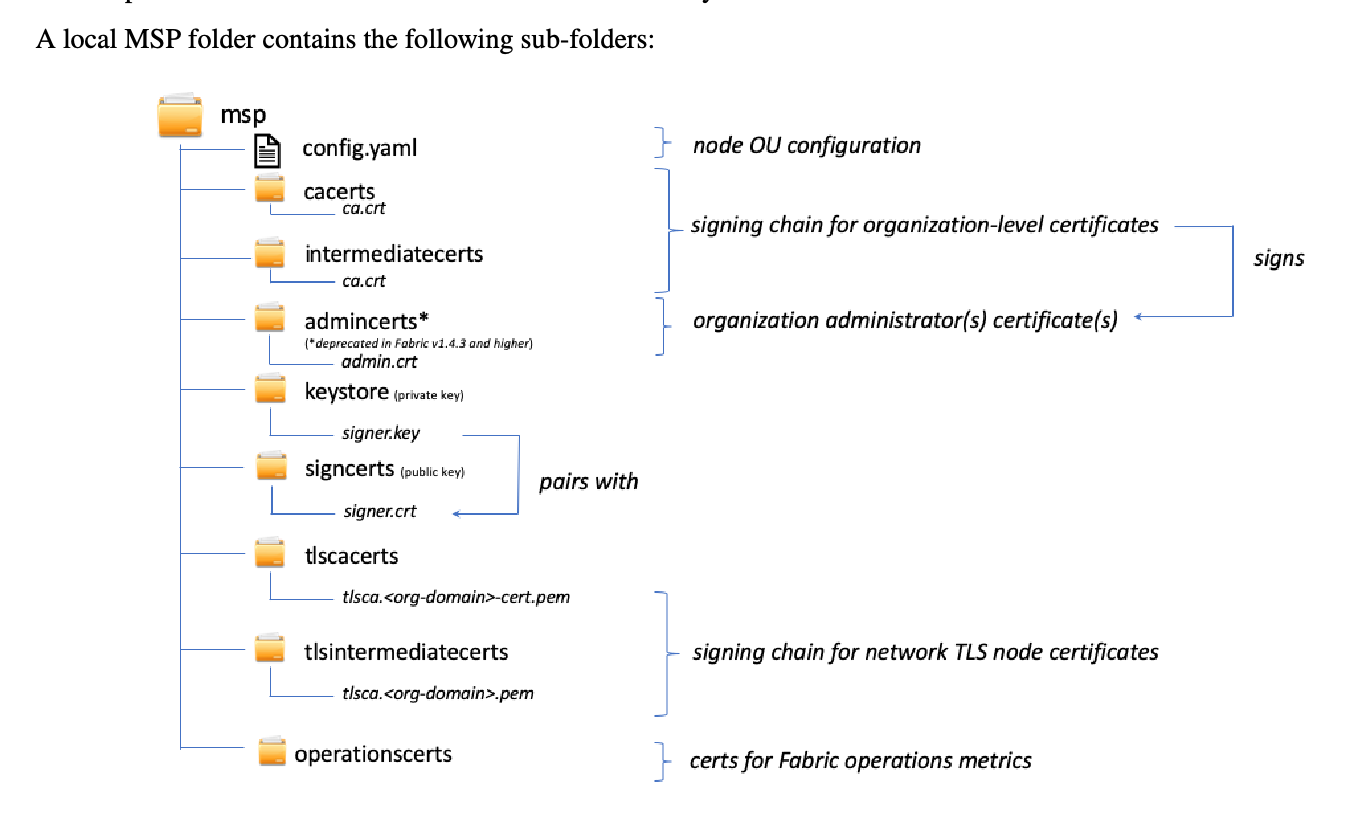 A local MSP folder contains the following sub-folders:
msp
config.yaml
node OU configuration
cacerts
ca.crt
signing chain for organization-level certificates
intermediatecerts
signs
ca.crt
admincerts*
organization administrator(s) certificate(s)
(*deprecated in Fabric v1.4.3 and higher)
admin.crt
keystore (private key)
signer.key
signcerts (public key)
pairs with
signer.crt
tlscacerts
tlsca.<org-domain>-cert.pem
tlsintermediatecerts
signing chain for network TLS node certificates
tlsca.<org-domain>.pem
operationscerts
certs for Fabric operations metrics